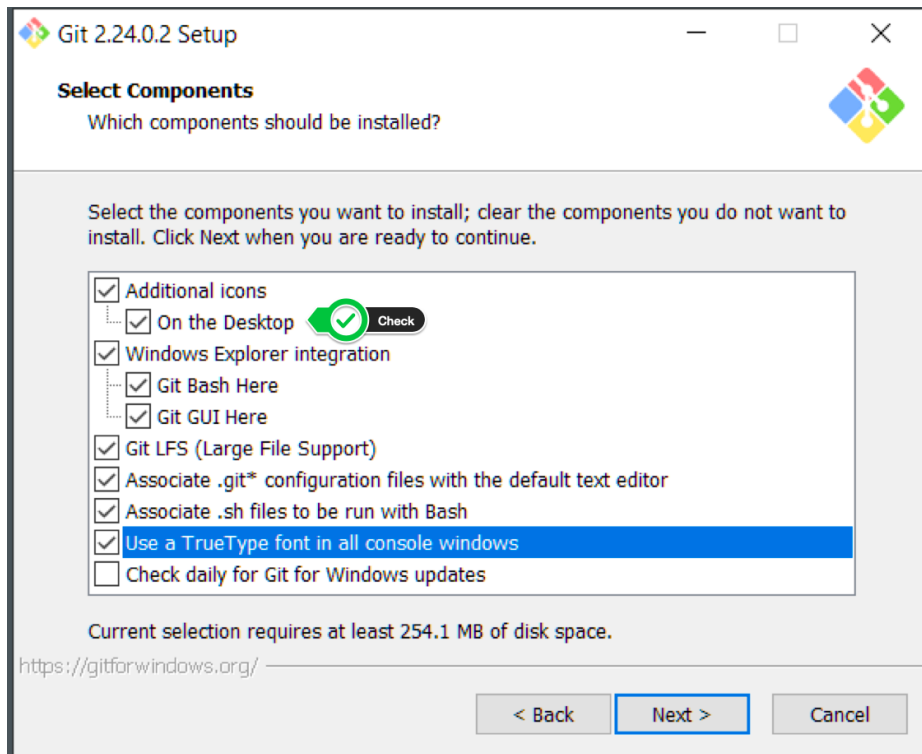 Git 2.24.0.2 Setup
Select Components
Which components should be installed?
Select the components you want to install; clear the components you do not want to
install. Click Next when you are ready to continue.
Additional icons
On the Desktop
Check
Windows Explorer integration
Git Bash Here
Git GUI Here
Git LFS (Large File Support)
Associate .git* configuration files with the default text editor
Associate .sh files to be run with Bash
Use a TrueType font in all console windows
Check daily for Git for Windows updates
Current selection requires at least 254.1 MB of disk space.
https://gitforwindows.org/
< Back
Next >
Cancel